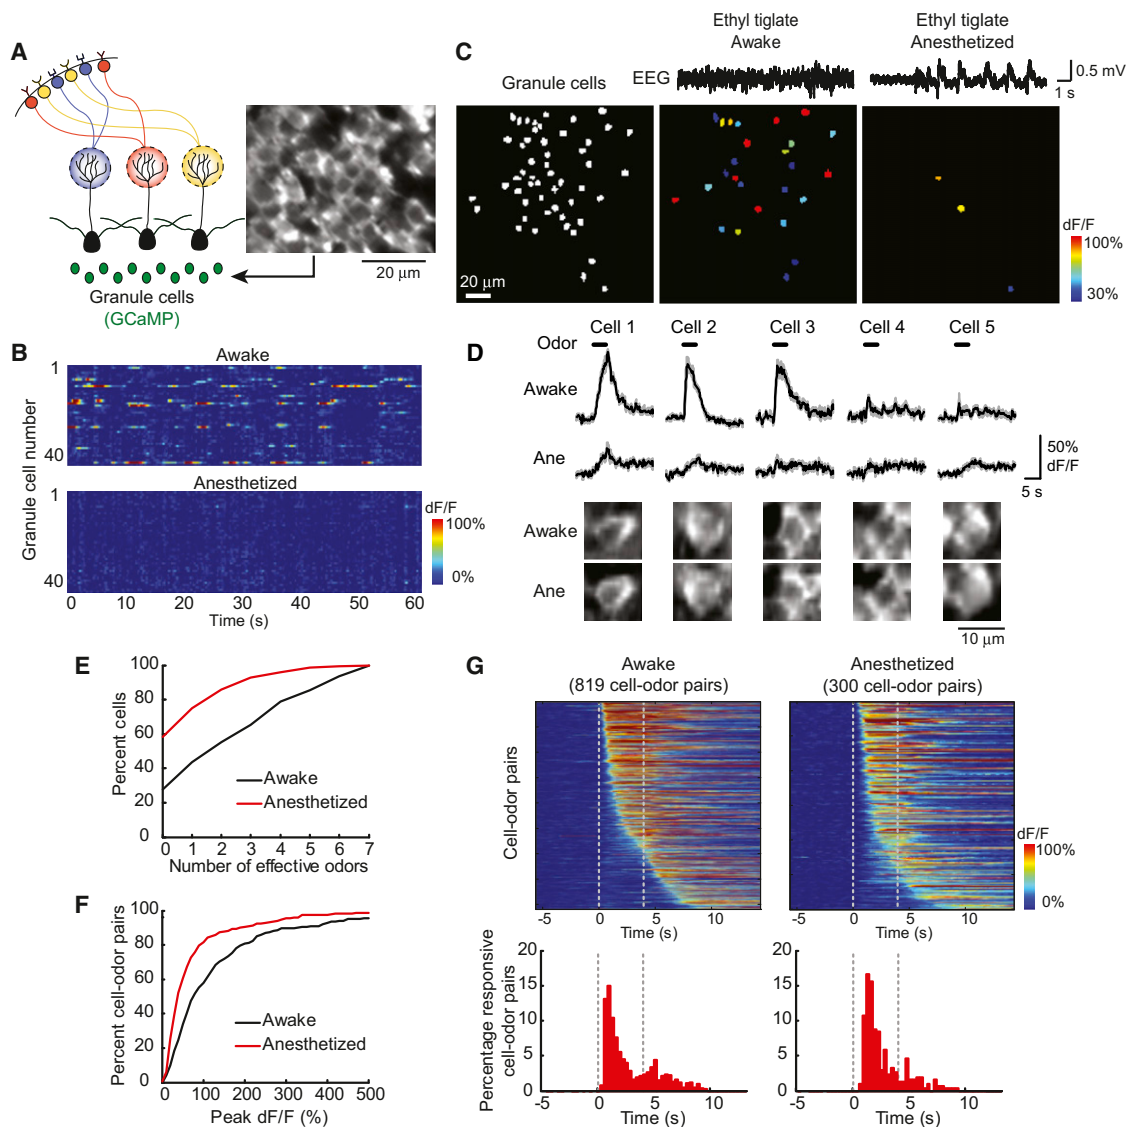 A
20 μm
Granule cells
(GCaMP)
B
Awake
1
40
Anesthetized
1
40
Granule cell number
dF/F
100%
0%
0 10 20 30 40 50 60
Time (s)
C
Granule cells
Ethyl tiglate
Awake
Ethyl tiglate
Anesthetized
EEG
0.5 mV
1 s
20 μm
dF/F
100%
30%
D
Odor
Cell 1 Cell 2 Cell 3 Cell 4 Cell 5
Awake
Ane
50%
dF/F
5 s
Awake
Ane
10 μm
E
Percent cells
100
80
60
40
20
0
0 1 2 3 4 5 6 7
Number of effective odors
Awake
Anesthetized
F
Percent cell-odor pairs
100
80
60
40
20
0
0 100 200 300 400 500
Peak dF/F (%)
Awake
Anesthetized
G
Awake
(819 cell-odor pairs)
Anesthetized
(300 cell-odor pairs)
Cell-odor pairs
dF/F
100%
0%
-5 0 5 10
Time (s)
-5 0 5 10
Time (s)
Percentage responsive
cell-odor pairs
20
15
10
5
0
-5 0 5 10
Time (s)
20
15
10
5
0
-5 0 5 10
Time (s)